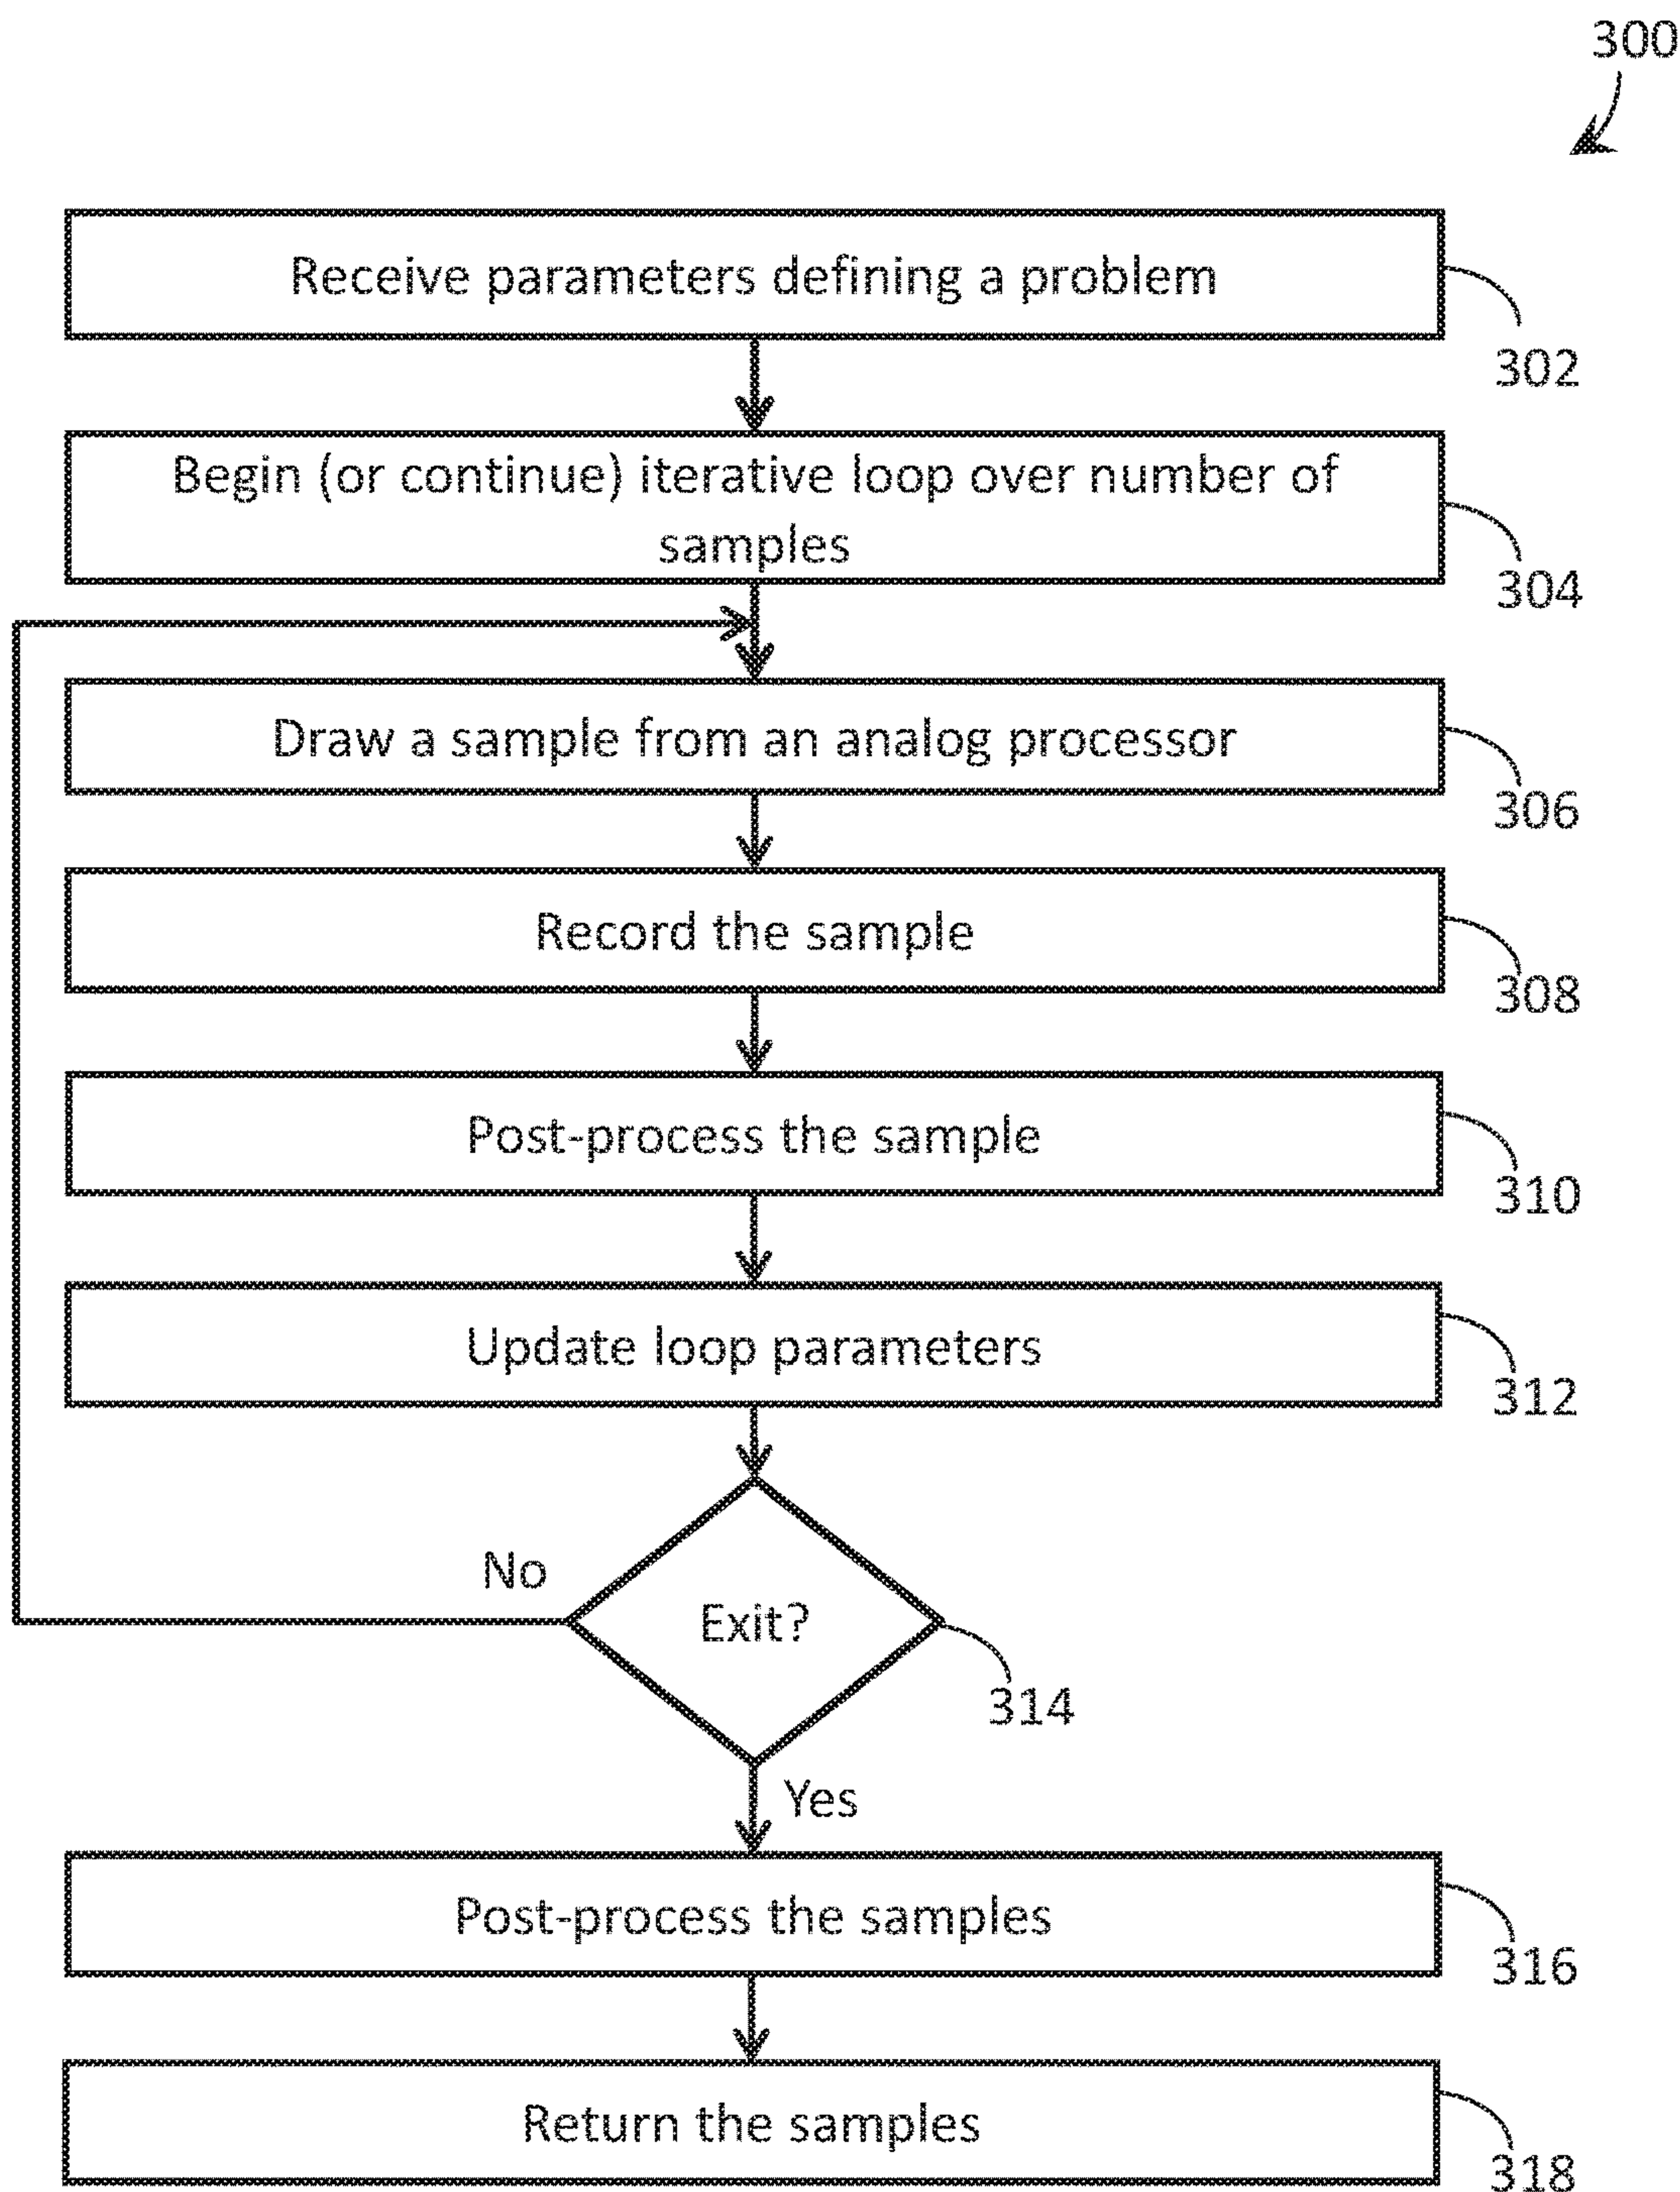 300
Receive parameters defining a problem
302
Begin (or continue) iterative loop over number of
samples
304
Draw a sample from an analog processor
306
Record the sample
308
Post-process the sample
310
Update loop parameters
312
No
Exit?
314
Yes
Post-process the samples
316
Return the samples
318